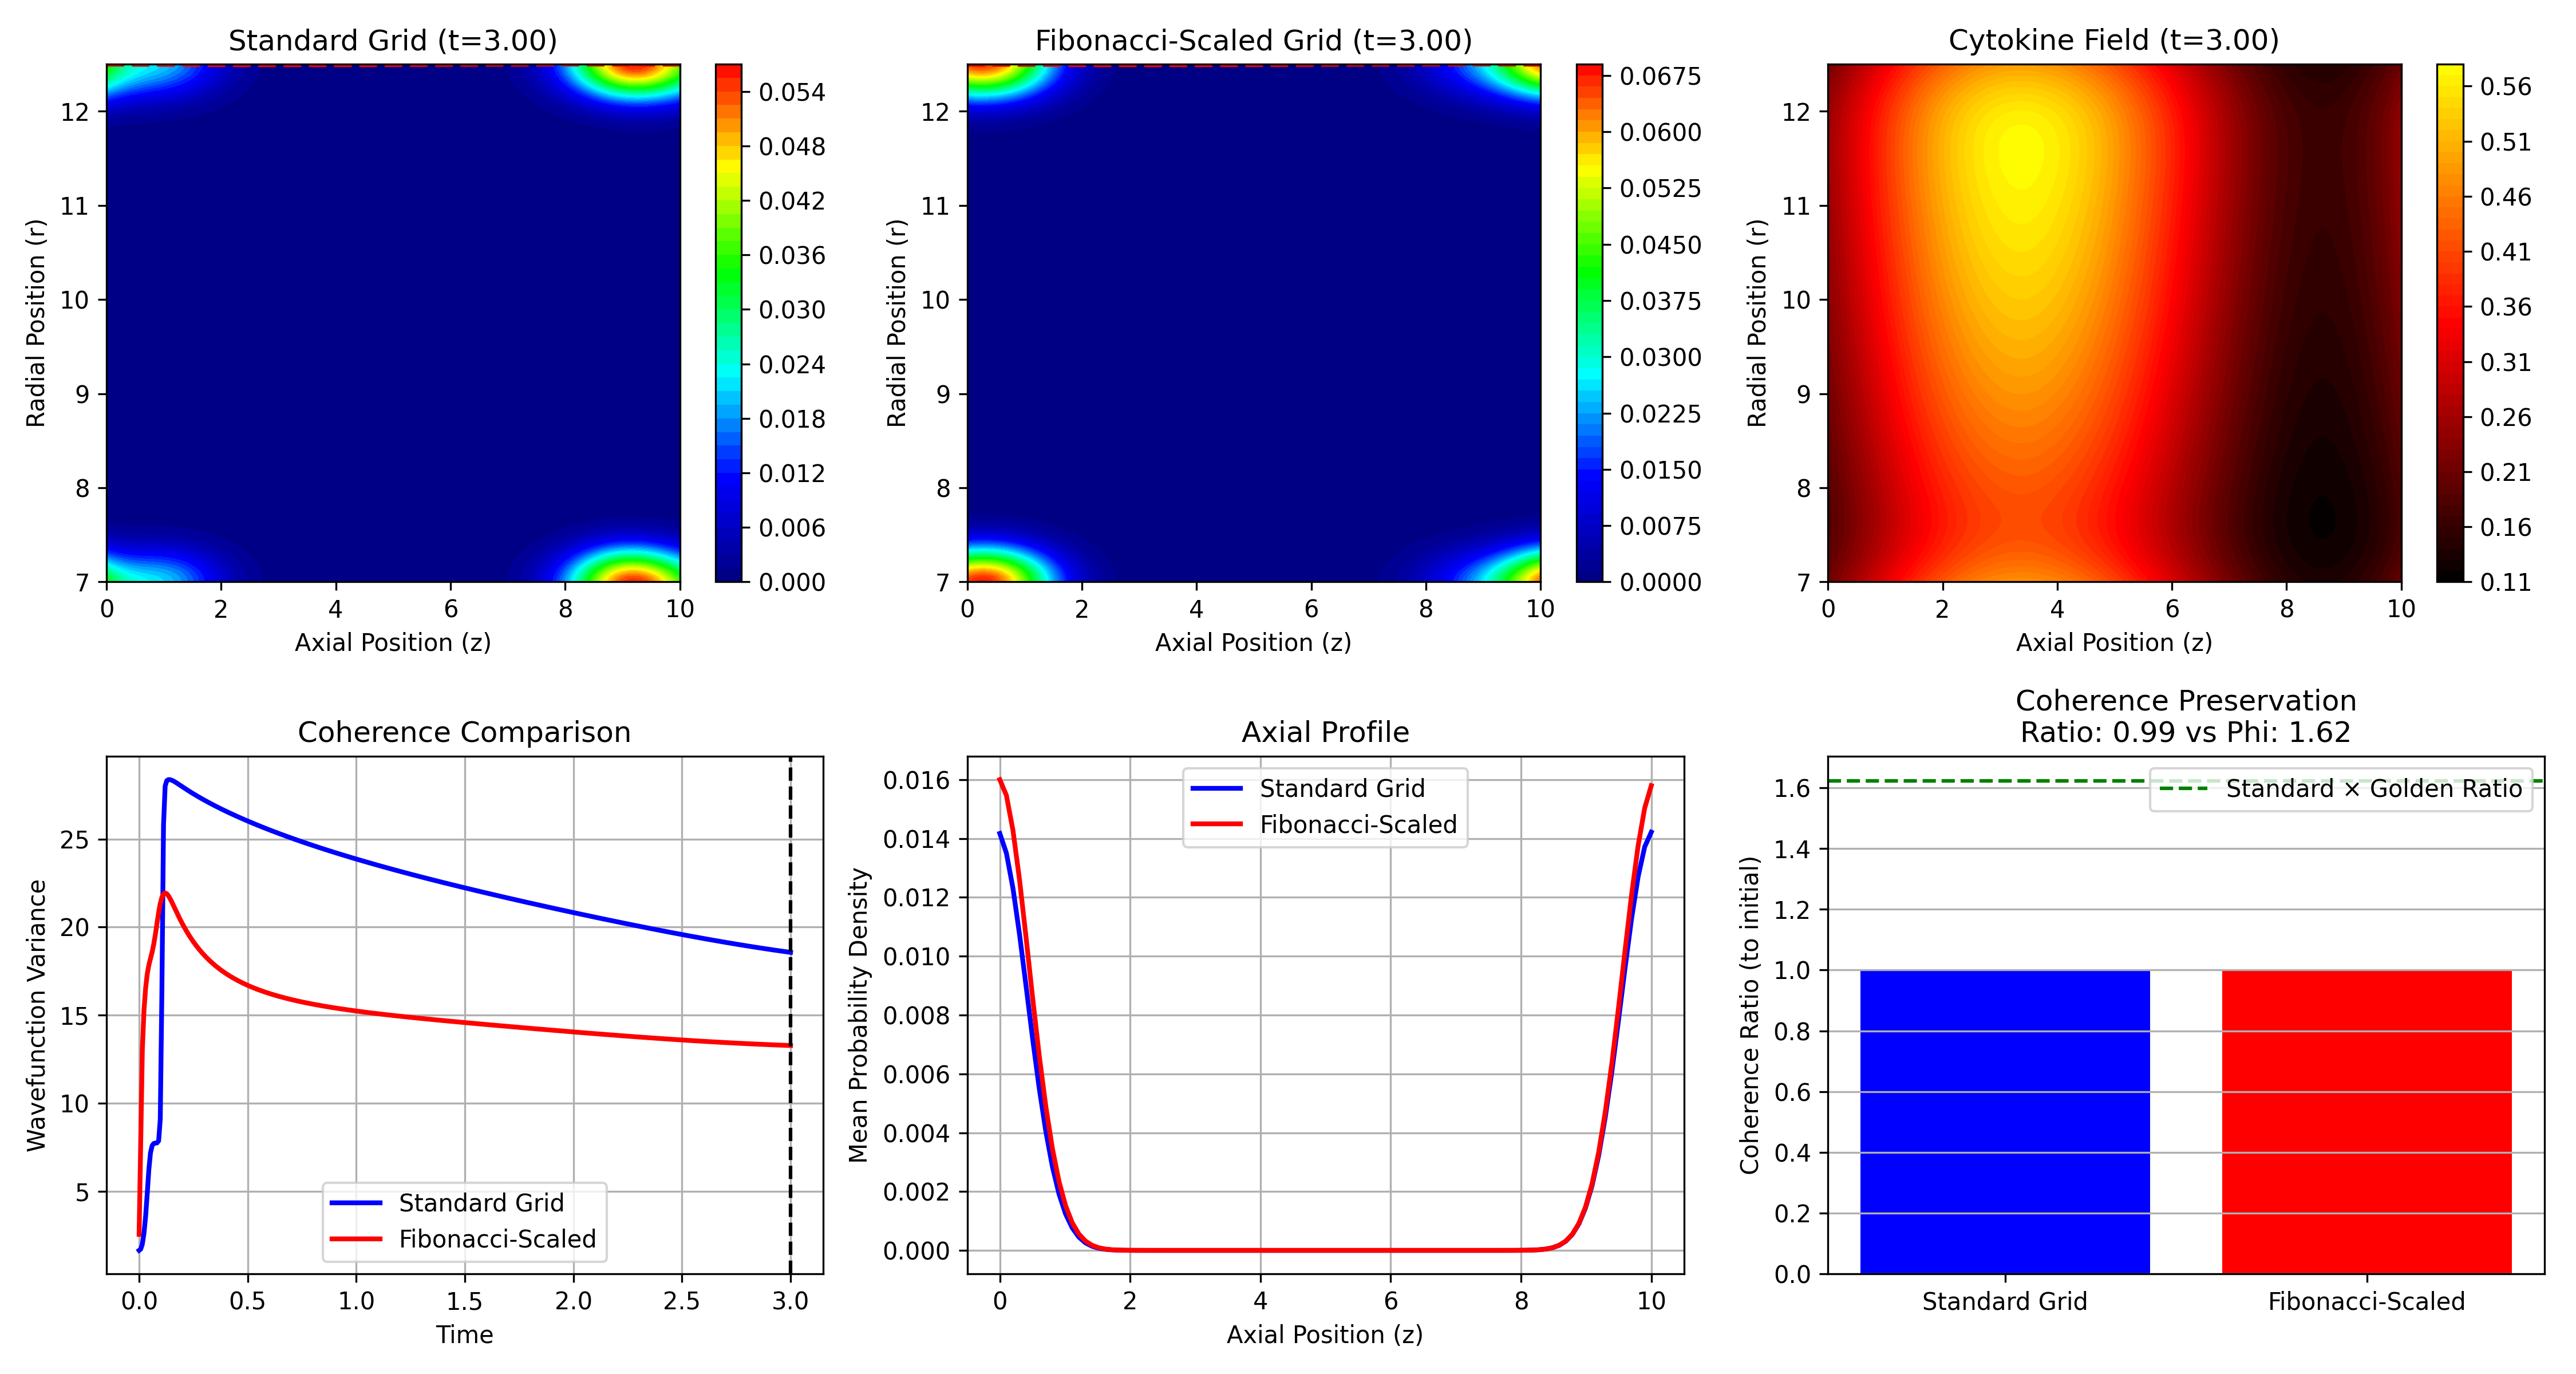 Standard Grid (t=3.00)
Radial Position (r)
12
11
10
9
8
7
0 2 4 6 8 10
Axial Position (z)
0.054
0.048
0.042
0.036
0.030
0.024
0.018
0.012
0.006
0.000
Fibonacci-Scaled Grid (t=3.00)
Radial Position (r)
12
11
10
9
8
7
0 2 4 6 8 10
Axial Position (z)
0.0675
0.0600
0.0525
0.0450
0.0375
0.0300
0.0225
0.0150
0.0075
0.0000
Cytokine Field (t=3.00)
Radial Position (r)
12
11
10
9
8
7
0 2 4 6 8 10
Axial Position (z)
0.56
0.51
0.46
0.41
0.36
0.31
0.26
0.21
0.16
0.11
Coherence Comparison
Wavefunction Variance
25
20
15
10
5
Standard Grid
Fibonacci-Scaled
0.0 0.5 1.0 1.5 2.0 2.5 3.0
Time
Axial Profile
Mean Probability Density
0.016
0.014
0.012
0.010
0.008
0.006
0.004
0.002
0.000
Standard Grid
Fibonacci-Scaled
0 2 4 6 8 10
Axial Position (z)
Coherence Preservation
Ratio: 0.99 vs Phi: 1.62
Coherence Ratio (to initial)
1.6
1.4
1.2
1.0
0.8
0.6
0.4
0.2
0.0
Standard × Golden Ratio
Standard Grid Fibonacci-Scaled